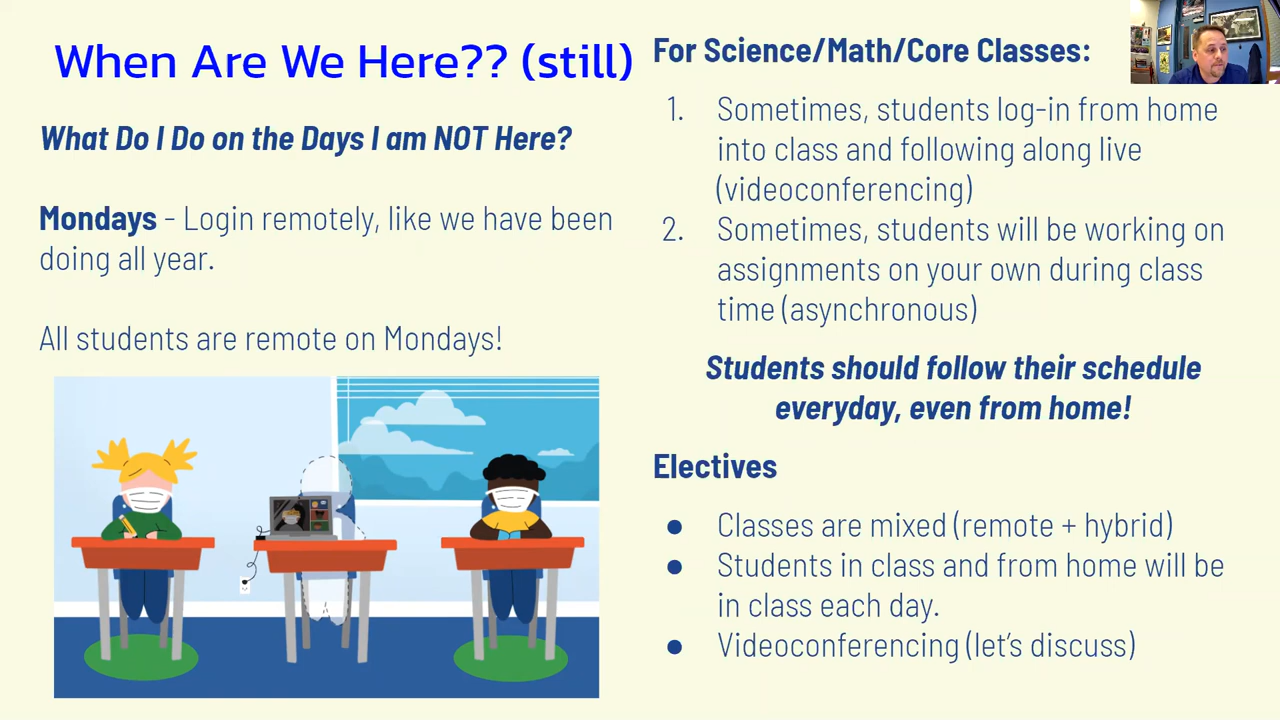 When Are We Here?? (still)
What Do I Do on the Days I am NOT Here?
Mondays - Login remotely, like we have been
doing all year.
All students are remote on Mondays!
For Science/Math/Core Classes:
1. Sometimes, students log-in from home
into class and following along live
(videoconferencing)
2. Sometimes, students will be working on
assignments on your own during class
time (asynchronous)
Students should follow their schedule
everyday, even from home!
Electives
● Classes are mixed (remote + hybrid)
● Students in class and from home will be
in class each day.
● Videoconferencing (let's discuss)